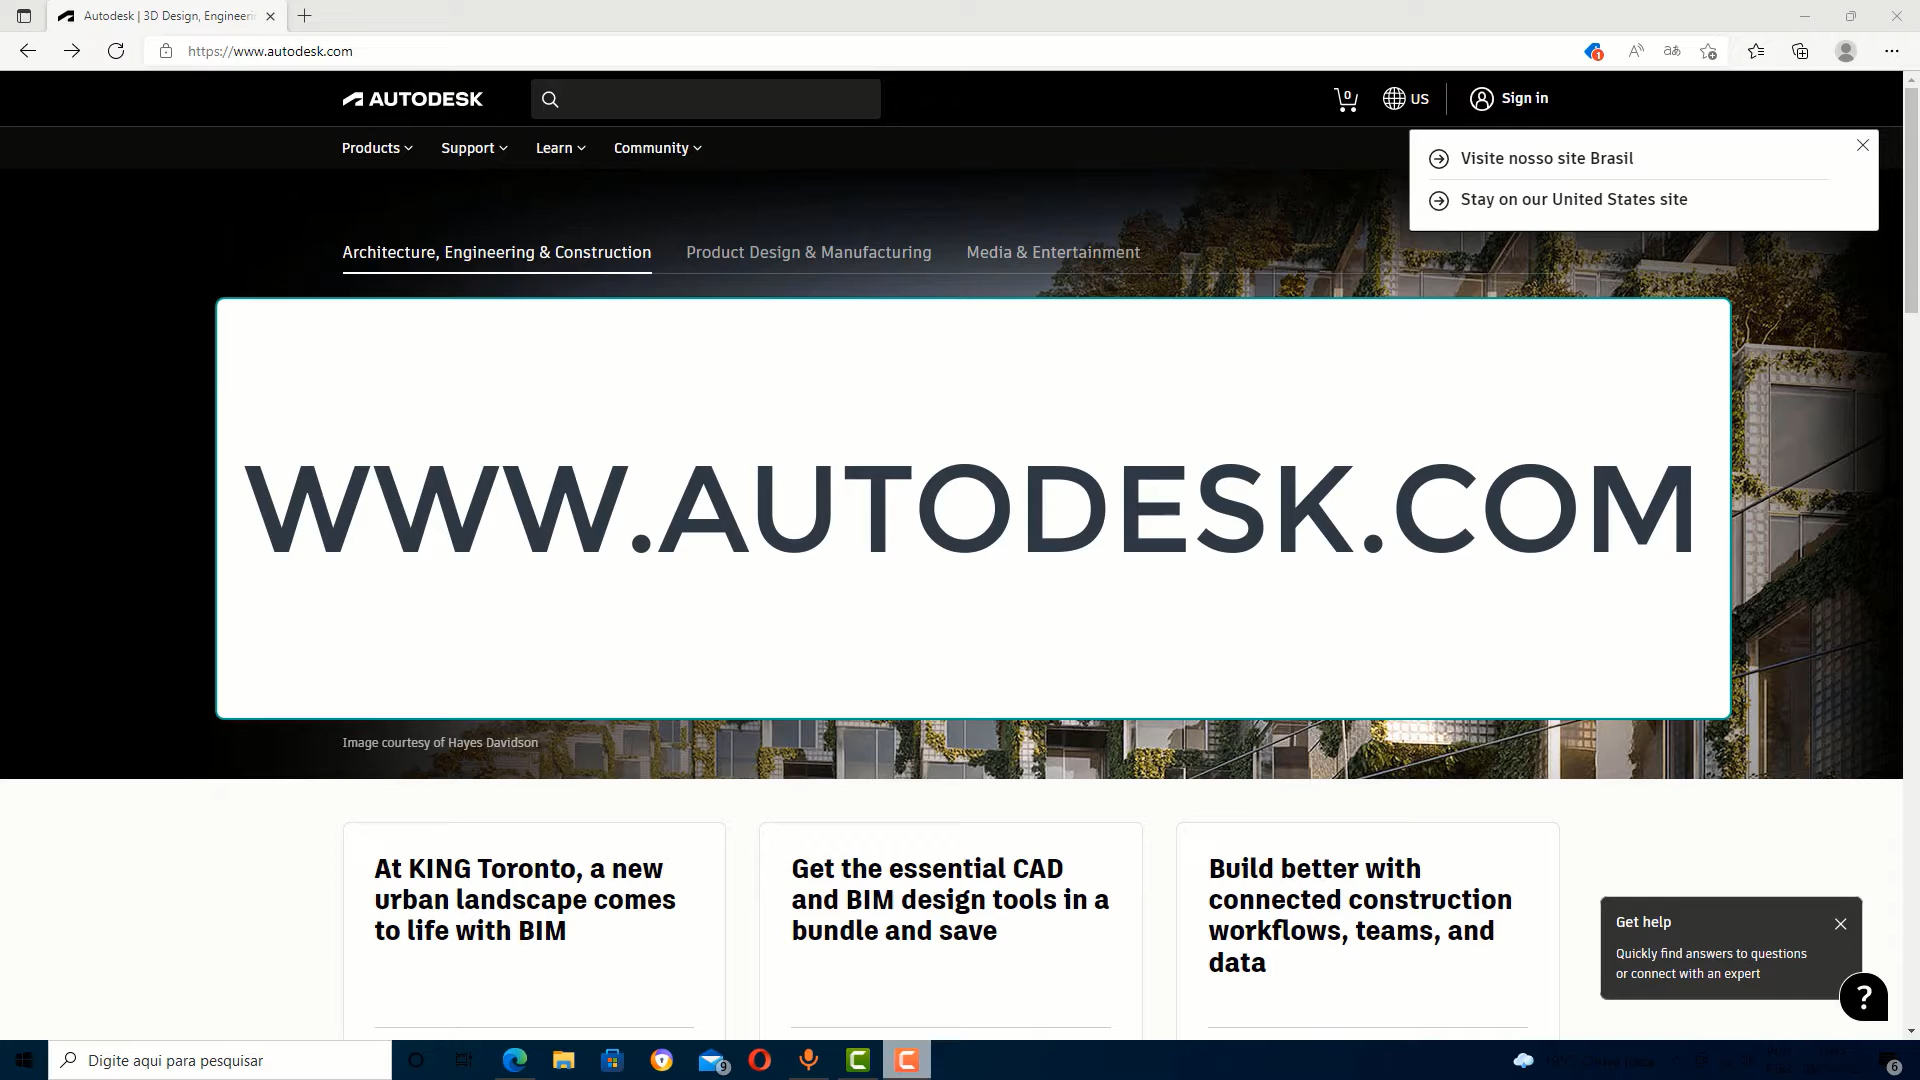 Autodesk | 3D Design, Engineeri
https://www.autodesk.com
1
AUTODESK
0
US
Sign in
Products
Support
Learn
Community
Visite nosso site Brasil
Stay on our United States site
Architecture, Engineering & Construction
Product Design & Manufacturing
Media & Entertainment
WWW.AUTODESK.COM
Image courtesy of Hayes Davidson
At KING Toronto, a new
urban landscape comes
to life with BIM
Get the essential CAD
and BIM design tools in a
bundle and save
Build better with
connected construction
workflows, teams, and
data
Get help
Quickly find answers to questions
or connect with an expert
?
Digite aqui para pesquisar
9
6